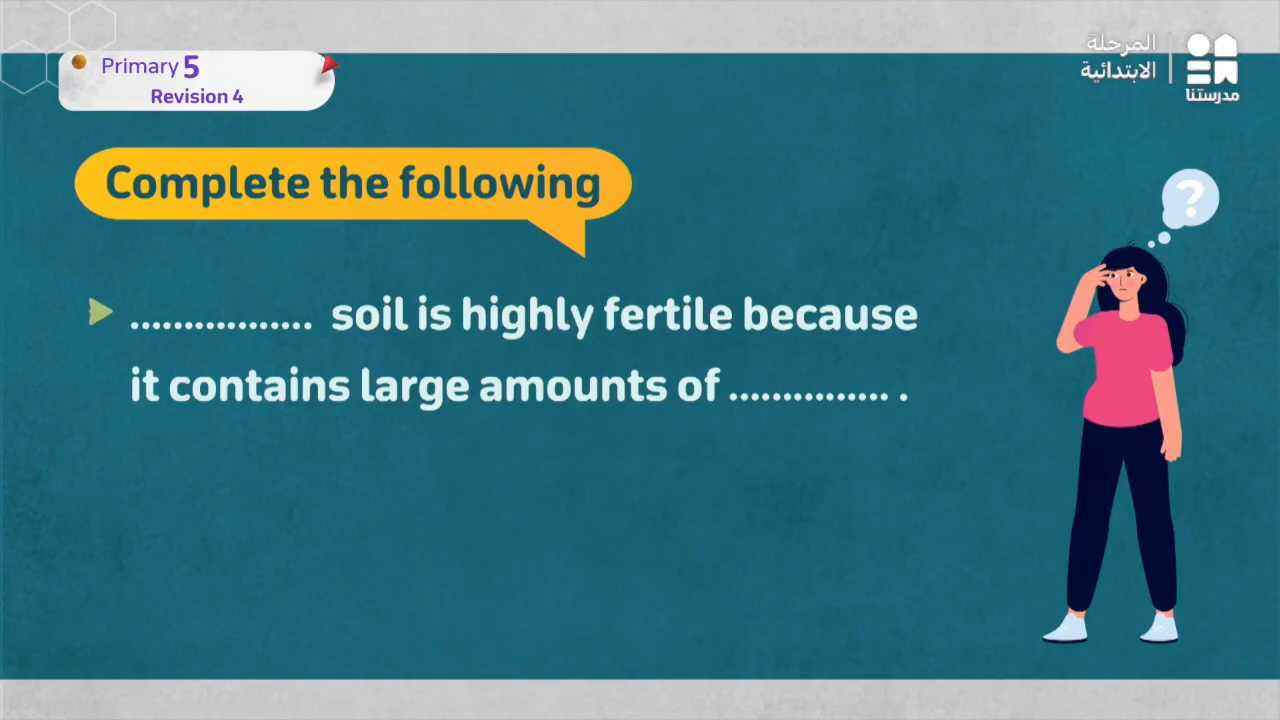 Primary 5
Revision 4
المرحلة
الابتدائية
مدرستنا
Complete the following
................. soil is highly fertile because
it contains large amounts of ............... .
?